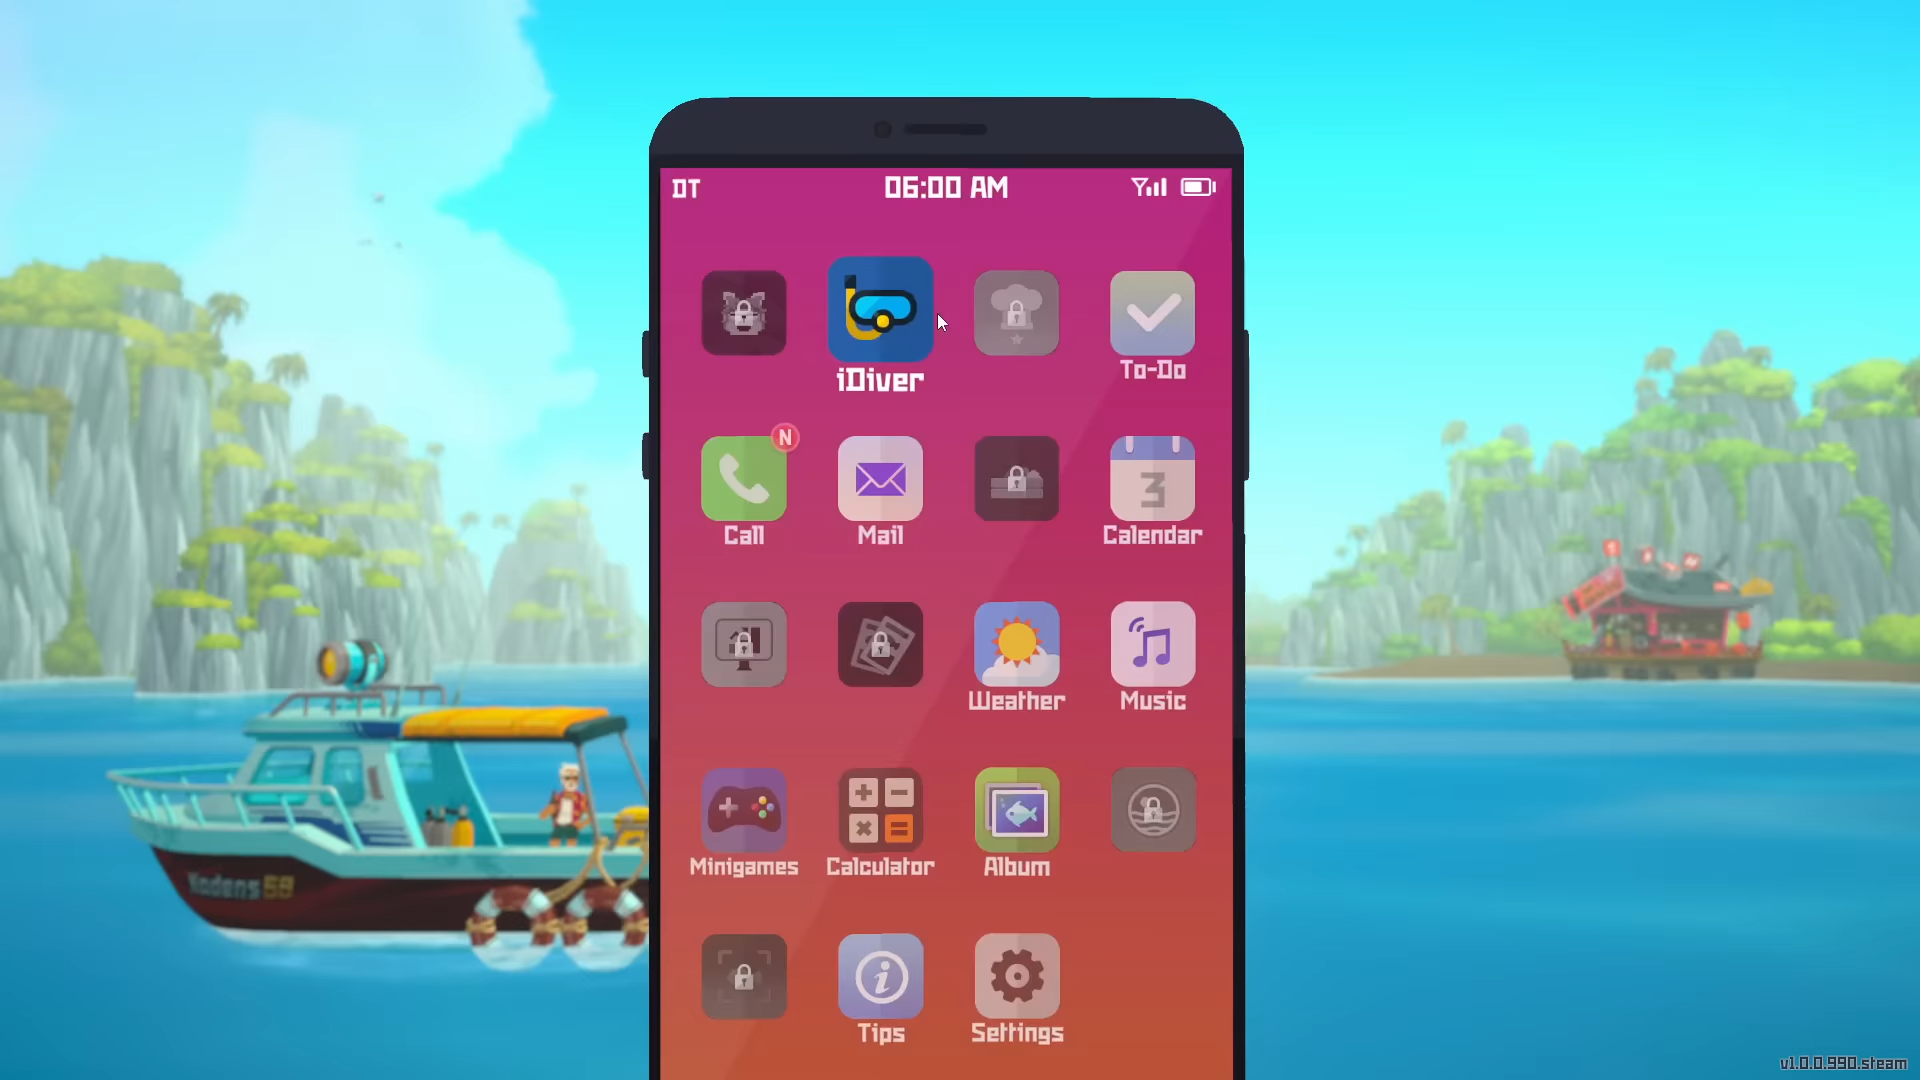 DT
06:00 AM
iDiver
To-Do
N
Call
Mail
3
Calendar
Weather
Music
Minigames
Calculator
Album
Tips
Settings
v1.0.0.990.steam